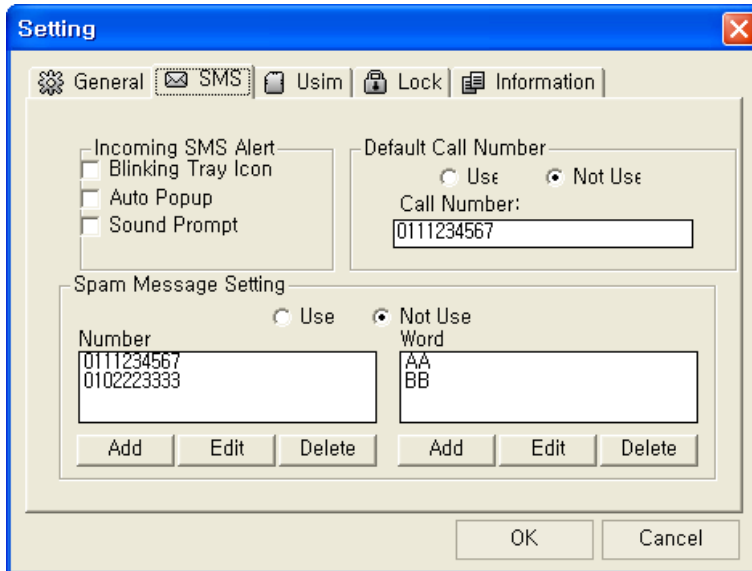 Setting
General SMS Usim Lock Information
Incoming SMS Alert
Blinking Tray Icon
Auto Popup
Sound Prompt
Default Call Number
Use Not Use
Call Number:
0111234567
Spam Message Setting
Use Not Use
Number
0111234567
0102223333
Add Edit Delete
Word
AA
BB
Add Edit Delete
OK Cancel